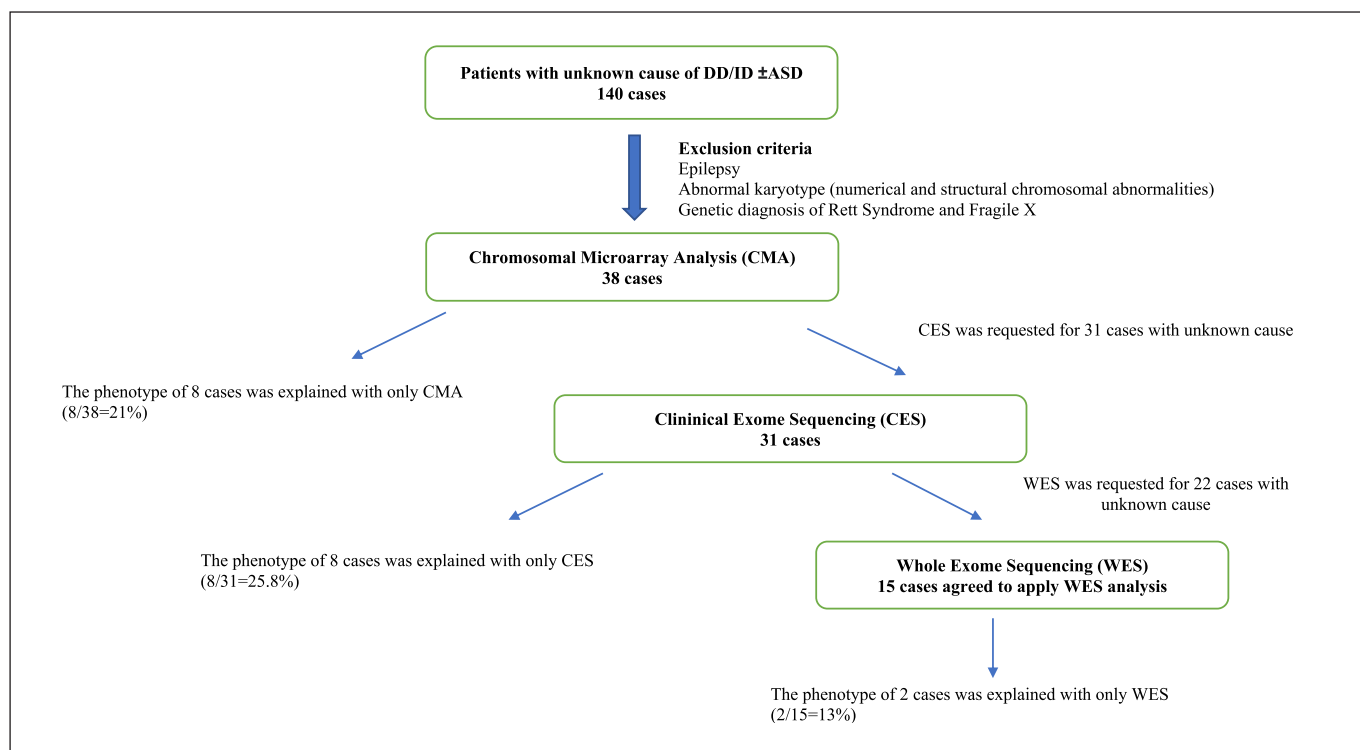 Patients with unknown cause of DD/ID ±ASD
140 cases
Exclusion criteria
Epilepsy
Abnormal karyotype (numerical and structural chromosomal abnormalities)
Genetic diagnosis of Rett Syndrome and Fragile X
Chromosomal Microarray Analysis (CMA)
38 cases
CES was requested for 31 cases with unknown cause
The phenotype of 8 cases was explained with only CMA
(8/38=21%)
Clininical Exome Sequencing (CES)
31 cases
WES was requested for 22 cases with
unknown cause
The phenotype of 8 cases was explained with only CES
(8/31=25.8%)
Whole Exome Sequencing (WES)
15 cases agreed to apply WES analysis
The phenotype of 2 cases was explained with only WES
(2/15=13%)